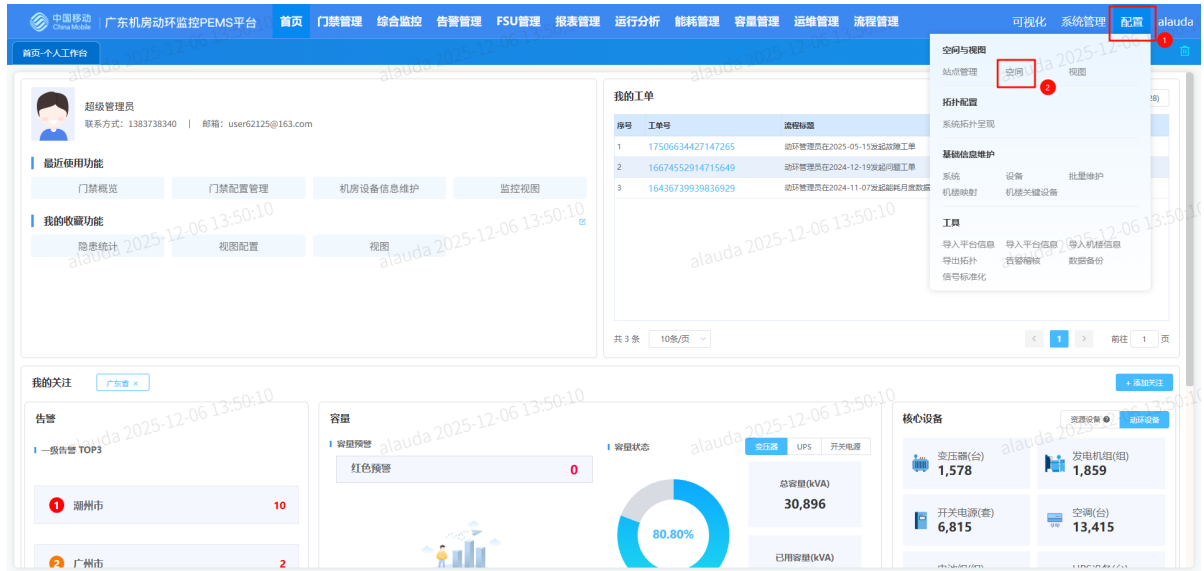 中国移动 China Mobile 广东机房动环监控PEMS平台 首页 门禁管理 综合监控 告警管理 FSU管理 报表管理 运行分析 能耗管理 容量管理 运维管理 流程管理 可视化 系统管理 配置 alauda
1
首页-个人工作台
空间与视图
站点管理 空间 视图
2
拓扑配置
系统拓扑呈现
基础信息维护
系统 设备 批量维护
机楼映射 机楼关键设备
工具
导入平台信息 导入平台信息 导入机楼信息
导出拓扑 告警稽核 数据备份
信号标准化
超级管理员
联系方式：1383738340 | 邮箱：user62125@163.com
最近使用功能
门禁概览 门禁配置管理 机房设备信息维护 监控视图
我的收藏功能
隐患统计 视图配置 视图
我的工单
28)
序号 工单号 流程标题
1 17506634427147265 动环管理员在2025-05-15发起故障工单
2 16674552914715649 动环管理员在2024-12-19发起问题工单
3 16436739939836929 动环管理员在2024-11-07发起能耗月度数据
共 3 条 10条/页 < 1 > 前往 1 页
我的关注 广东省 × + 添加关注
告警
一级告警 TOP3
1 潮州市 10
2 广州市 2
容量
容量预警
红色预警 0
容量状态 变压器 UPS 开关电源
80.80%
总容量(kVA)
30,896
已用容量(kVA)
核心设备 资源设备 动环设备
变压器(台)
1,578
发电机组(组)
1,859
开关电源(套)
6,815
空调(台)
13,415
alauda 2025-12-06 13:50:10